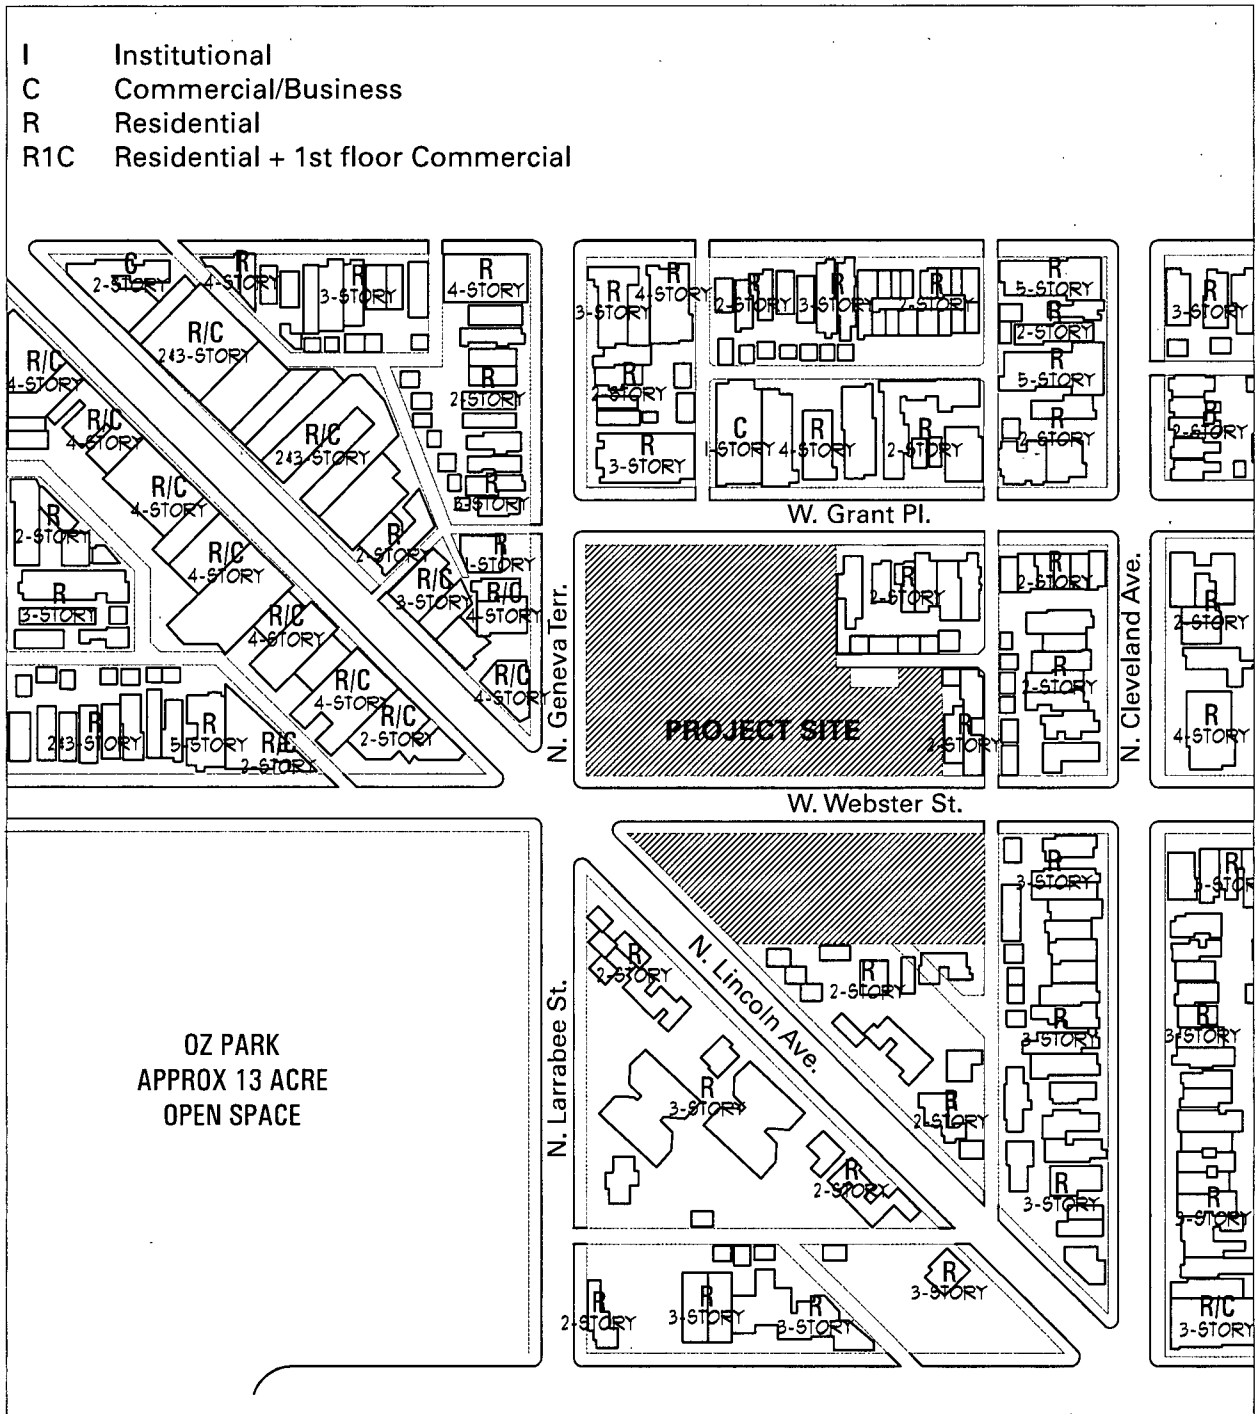 I Institutional
C Commercial/Business
R Residential
R1C Residential + 1st floor Commercial
C
2-STORY
R
4-STORY
R
3-STORY
R
4-STORY
R
3-STORY
R
4-STORY
R
2-STORY
R
3-STORY
R
2-STORY
R
5-STORY
R
2-STORY
R
5-STORY
R
2-STORY
R
3-STORY
R/C
4-STORY
R/C
2&3-STORY
R/C
4-STORY
R/C
2&3-STORY
R
2-STORY
R
2-STORY
R
3-STORY
C
1-STORY
R
4-STORY
R
2-STORY
R
2-STORY
R/C
4-STORY
R
3-STORY
W. Grant Pl.
R
2-STORY
R/C
4-STORY
R
2-STORY
R/C
3-STORY
R
1-STORY
R/C
4-STORY
R
2-STORY
R
2-STORY
R
2-STORY
R
3-STORY
R/C
4-STORY
R/C
4-STORY
R/C
4-STORY
R/C
2-STORY
N. Geneva Terr.
R
2-STORY
N. Cleveland Ave.
R
2&3-STORY
R
5-STORY
R/C
2-STORY
PROJECT SITE
R
2-STORY
R
4-STORY
W. Webster St.
R
3-STORY
R
3-STORY
R
2-STORY
N. Lincoln Ave.
R
2-STORY
R
3-STORY
R
3-STORY
N. Larrabee St.
OZ PARK
APPROX 13 ACRE
OPEN SPACE
R
3-STORY
R
2-STORY
R
2-STORY
R
3-STORY
R
3-STORY
R
3-STORY
R
2-STORY
R
3-STORY
R
3-STORY
R/C
3-STORY